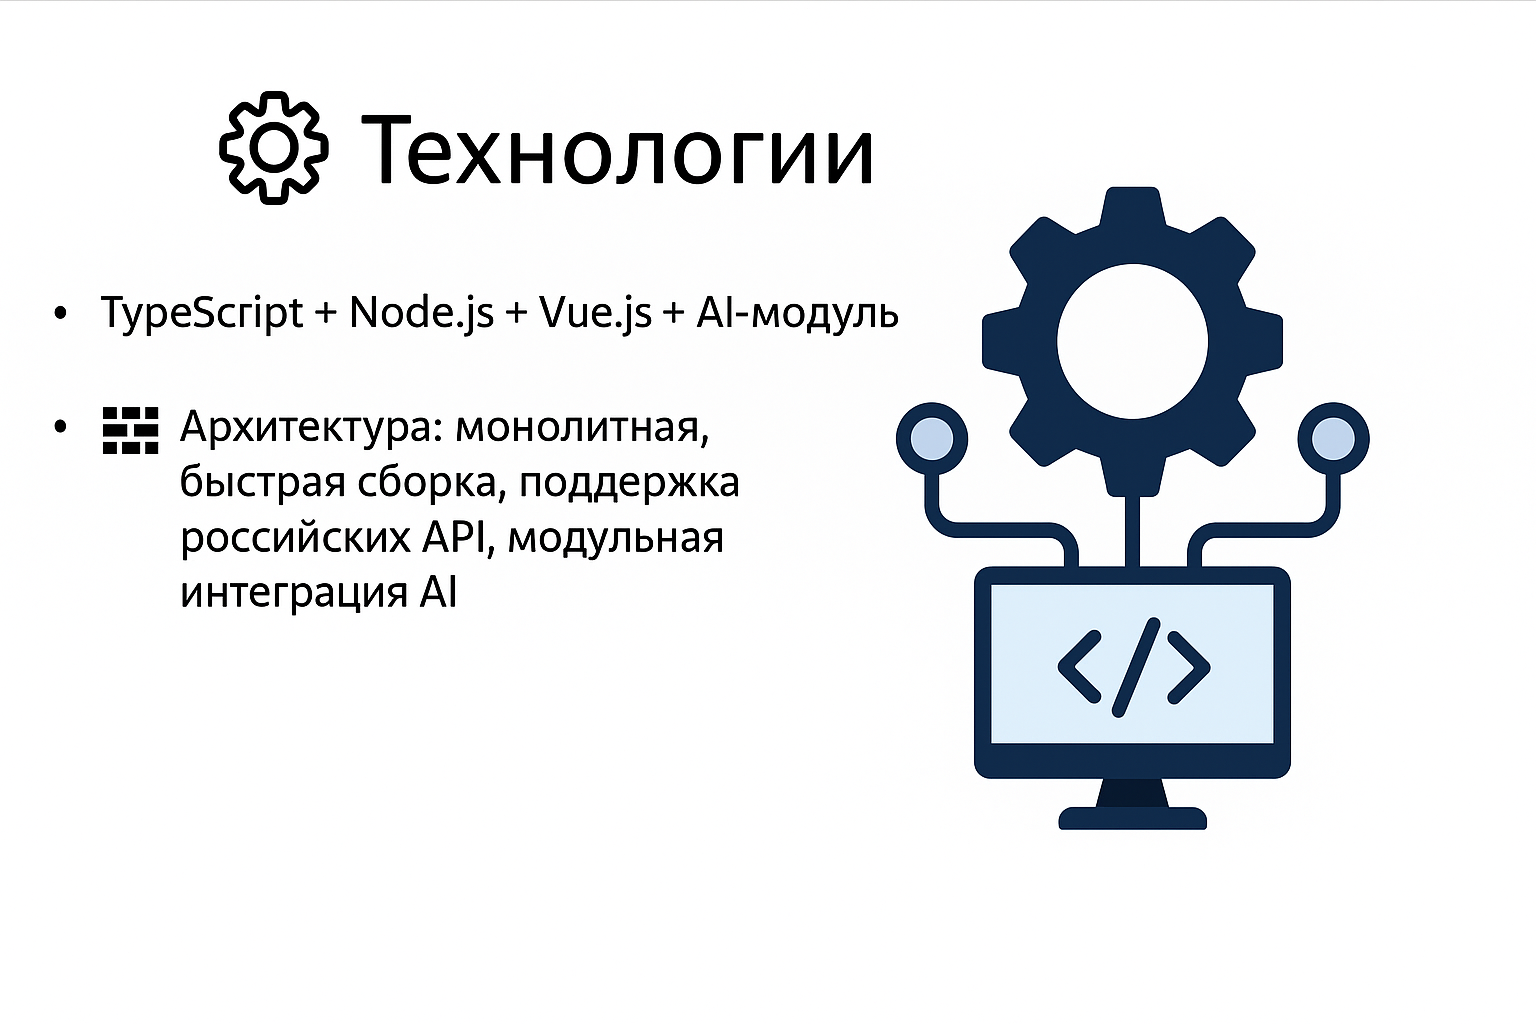 Технологии
• TypeScript + Node.js + Vue.js + AI-модуль
• Архитектура: монолитная,
быстрая сборка, поддержка
российских API, модульная
интеграция AI
</>